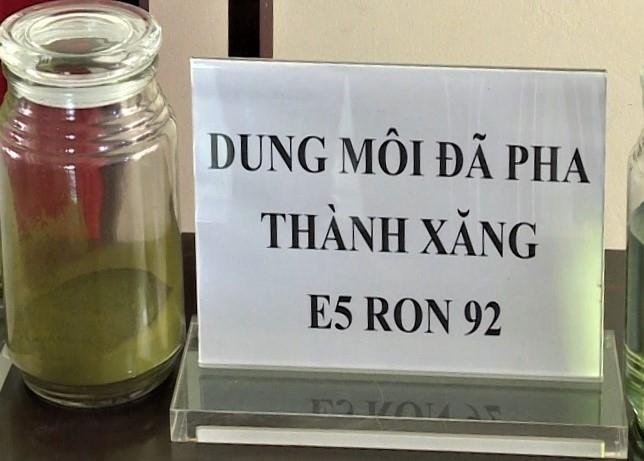 DUNG MÔI ĐÃ PHA
THÀNH XĂNG
E5 RON 92